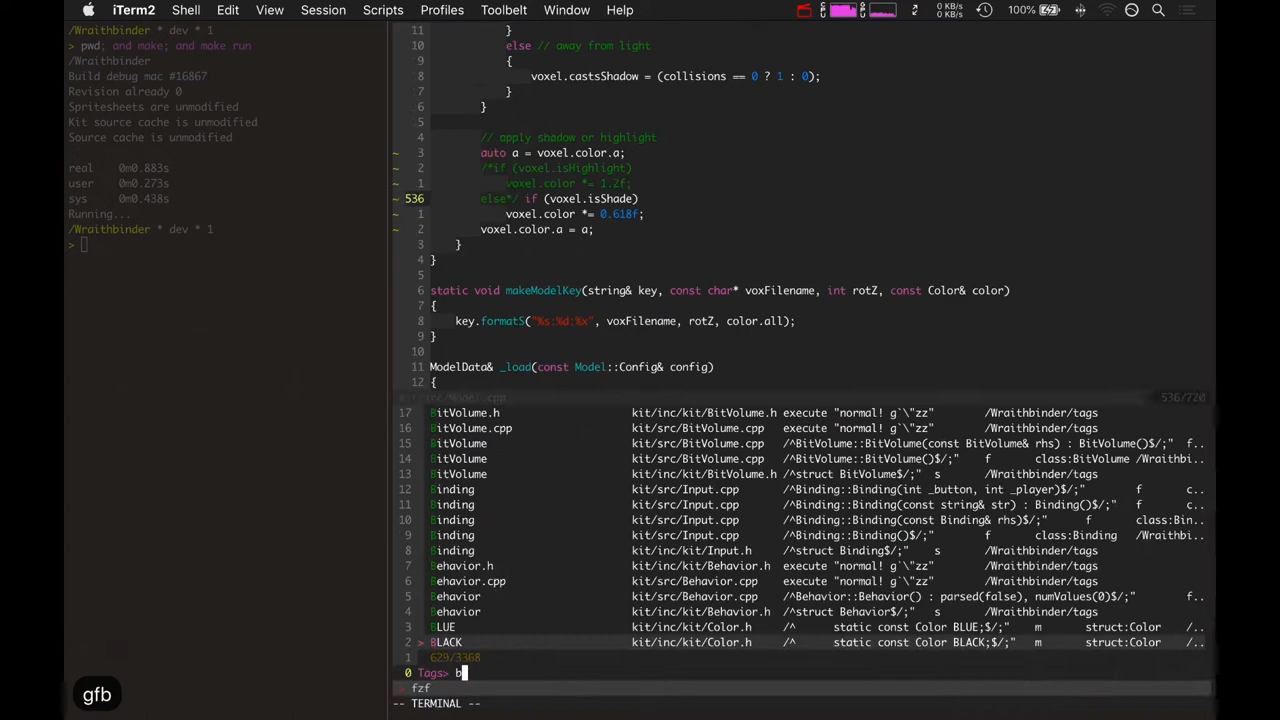 iTerm2 Shell Edit View Session Scripts Profiles Toolbelt Window Help 0 KB/s 0 KB/s 100%
/Wraithbinder * dev * 1
> pwd; and make; and make run
/Wraithbinder
Build debug mac #16867
Revision already 0
Spritesheets are unmodified
Kit source cache is unmodified
Source cache is unmodified
real 0m0.883s
user 0m0.273s
sys 0m0.438s
Running...
/Wraithbinder * dev * 1
>
11 }
10 else // away from light
9 {
8 voxel.castsShadow = (collisions == 0 ? 1 : 0);
7 }
6 }
5
4 // apply shadow or highlight
~ 3 auto a = voxel.color.a;
~ 2 /*if (voxel.isHighlight)
~ 1 voxel.color *= 1.2f;
~ 536 else*/ if (voxel.isShade)
~ 1 voxel.color *= 0.618f;
~ 2 voxel.color.a = a;
3 }
4 }
5
6 static void makeModelKey(string& key, const char* voxFilename, int rotZ, const Color& color)
7 {
8 key.formatS("%s:%d:%x", voxFilename, rotZ, color.all);
9 }
10
11 ModelData& _load(const Model::Config& config)
12 {
536/720
17 BitVolume.h kit/inc/kit/BitVolume.h execute "normal! g`\"zz" /Wraithbinder/tags
16 BitVolume.cpp kit/src/BitVolume.cpp execute "normal! g`\"zz" /Wraithbinder/tags
15 BitVolume kit/src/BitVolume.cpp /^BitVolume::BitVolume(const BitVolume& rhs) : BitVolume()$/;" f..
14 BitVolume kit/src/BitVolume.cpp /^BitVolume::BitVolume()$/;" f class:BitVolume /Wraithbi..
13 BitVolume kit/inc/kit/BitVolume.h /^struct BitVolume$/;" s /Wraithbinder/tags
12 Binding kit/src/Input.cpp /^Binding::Binding(int _button, int _player)$/;" f c..
11 Binding kit/src/Input.cpp /^Binding::Binding(const string& str) : Binding()$/;" f..
10 Binding kit/src/Input.cpp /^Binding::Binding(const Binding& rhs)$/;" f class:Bin..
9 Binding kit/src/Input.cpp /^Binding::Binding()$/;" f class:Binding /Wraithbi..
8 Binding kit/inc/kit/Input.h /^struct Binding$/;" s /Wraithbinder/tags
7 Behavior.h kit/inc/kit/Behavior.h execute "normal! g`\"zz" /Wraithbinder/tags
6 Behavior.cpp kit/src/Behavior.cpp execute "normal! g`\"zz" /Wraithbinder/tags
5 Behavior kit/src/Behavior.cpp /^Behavior::Behavior() : parsed(false), numValues(0)$/;" f..
4 Behavior kit/inc/kit/Behavior.h /^struct Behavior$/;" s /Wraithbinder/tags
3 BLUE kit/inc/kit/Color.h /^ static const Color BLUE;$/;" m struct:Color /..
2 > BLACK kit/inc/kit/Color.h /^ static const Color BLACK;$/;" m struct:Color /..
1 629/3368
0 Tags> b
> fzf
-- TERMINAL --
gfb